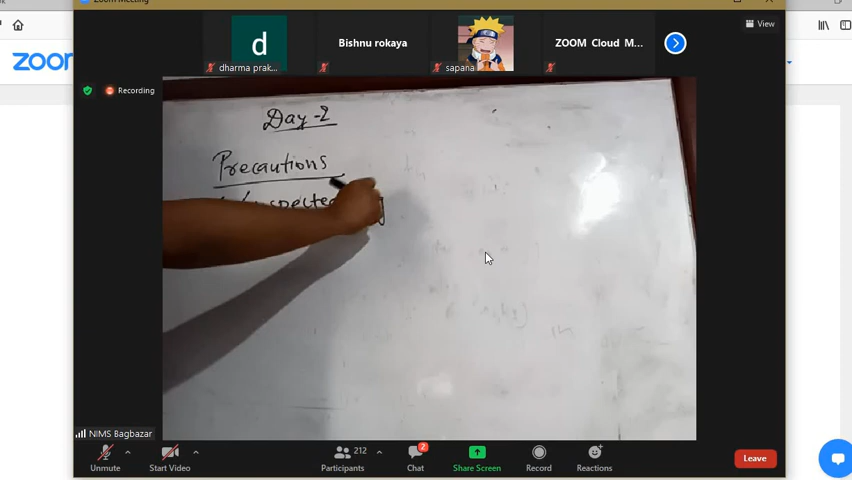 Zoom Meeting
zoom
View
d
Bishnu rokaya
ZOOM Cloud M...
dharma prak...
sapana
Recording
Day-2
Precautions
NIMS Bagbazar
212
2
Unmute
Start Video
Participants
Chat
Share Screen
Record
Reactions
Leave